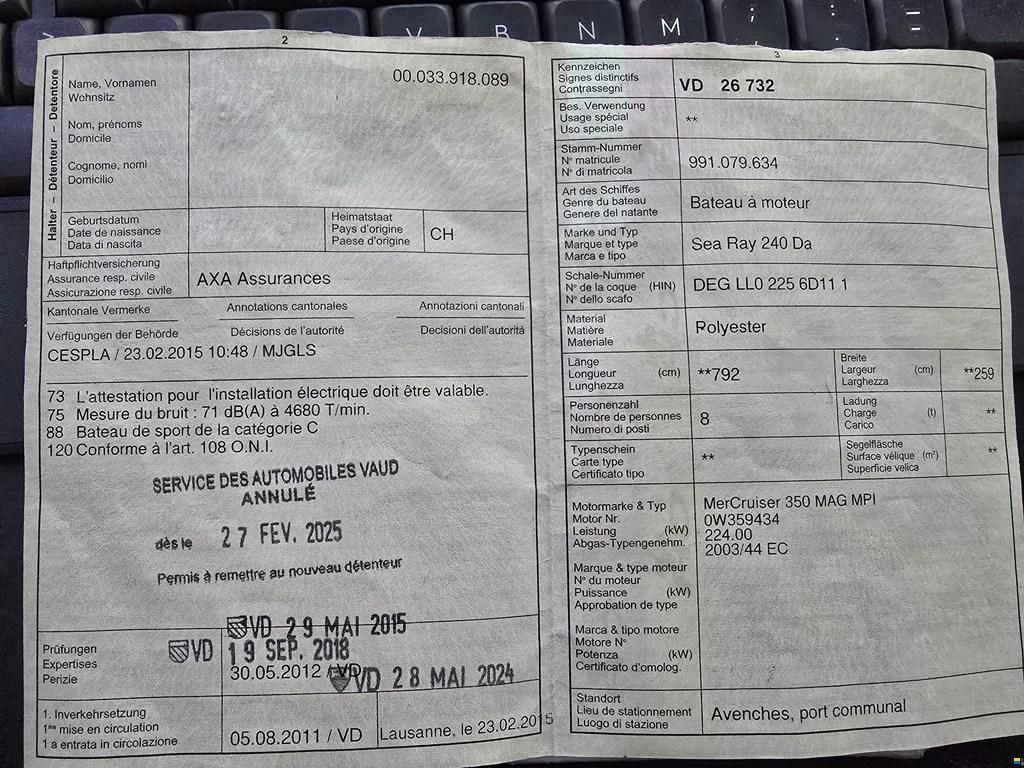 V B N M ; :
2
Halter – Détenteur – Detentore
Name, Vornamen
Wohnsitz
Nom, prénoms
Domicile
Cognome, nomi
Domicilio
00.033.918.089
Geburtsdatum
Date de naissance
Data di nascita
Heimatstaat
Pays d'origine
Paese d'origine
CH
Haftpflichtversicherung
Assurance resp. civile
Assicurazione resp. civile
AXA Assurances
Kantonale Vermerke Annotations cantonales Annotazioni cantonali
Verfügungen der Behörde Décisions de l'autorité Decisioni dell'autorità
CESPLA / 23.02.2015 10:48 / MJGLS
73 L'attestation pour l'installation électrique doit être valable.
75 Mesure du bruit : 71 dB(A) à 4680 T/min.
88 Bateau de sport de la catégorie C
120 Conforme à l'art. 108 O.N.I.
SERVICE DES AUTOMOBILES VAUD
ANNULÉ
dès le 27 FEV. 2025
Permis à remettre au nouveau détenteur
VD 29 MAI 2015
VD 19 SEP. 2018
Prüfungen
Expertises
Perizie
30.05.2012 / VD
VD 28 MAI 2024
1. Inverkehrsetzung
1ère mise en circulation
1 a entrata in circolazione
05.08.2011 / VD
Lausanne, le 23.02.2015
3
Kennzeichen
Signes distinctifs
Contrassegni
VD 26 732
Bes. Verwendung
Usage spécial
Uso speciale
**
Stamm-Nummer
N° matricule
N° di matricola
991.079.634
Art des Schiffes
Genre du bateau
Genere del natante
Bateau à moteur
Marke und Typ
Marque et type
Marca e tipo
Sea Ray 240 Da
Schale-Nummer
N° de la coque (HIN)
N° dello scafo
DEG LL0 225 6D11 1
Material
Matière
Materiale
Polyester
Länge
Longueur (cm)
Lunghezza
**792
Breite
Largeur (cm)
Larghezza
**259
Personenzahl
Nombre de personnes
Numero di posti
8
Ladung
Charge (t)
Carico
**
Typenschein
Carte type
Certificato tipo
**
Segelfläsche
Surface vélique (m²)
Superficie velica
**
Motormarke & Typ
Motor Nr.
Leistung (kW)
Abgas-Typengenehm.
MerCruiser 350 MAG MPI
0W359434
224.00
2003/44 EC
Marque & type moteur
N° du moteur
Puissance (kW)
Approbation de type
Marca & tipo motore
Motore N°
Potenza (kW)
Certificato d'omolog.
Standort
Lieu de stationnement
Luogo di stazione
Avenches, port communal